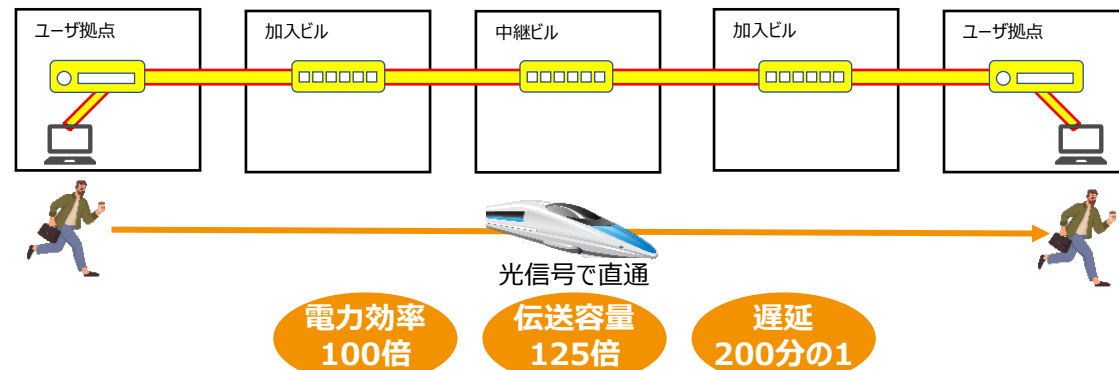 ユーザ拠点
加入ビル
中継ビル
加入ビル
ユーザ拠点
光信号で直通
電力効率
100倍
伝送容量
125倍
遅延
200分の1